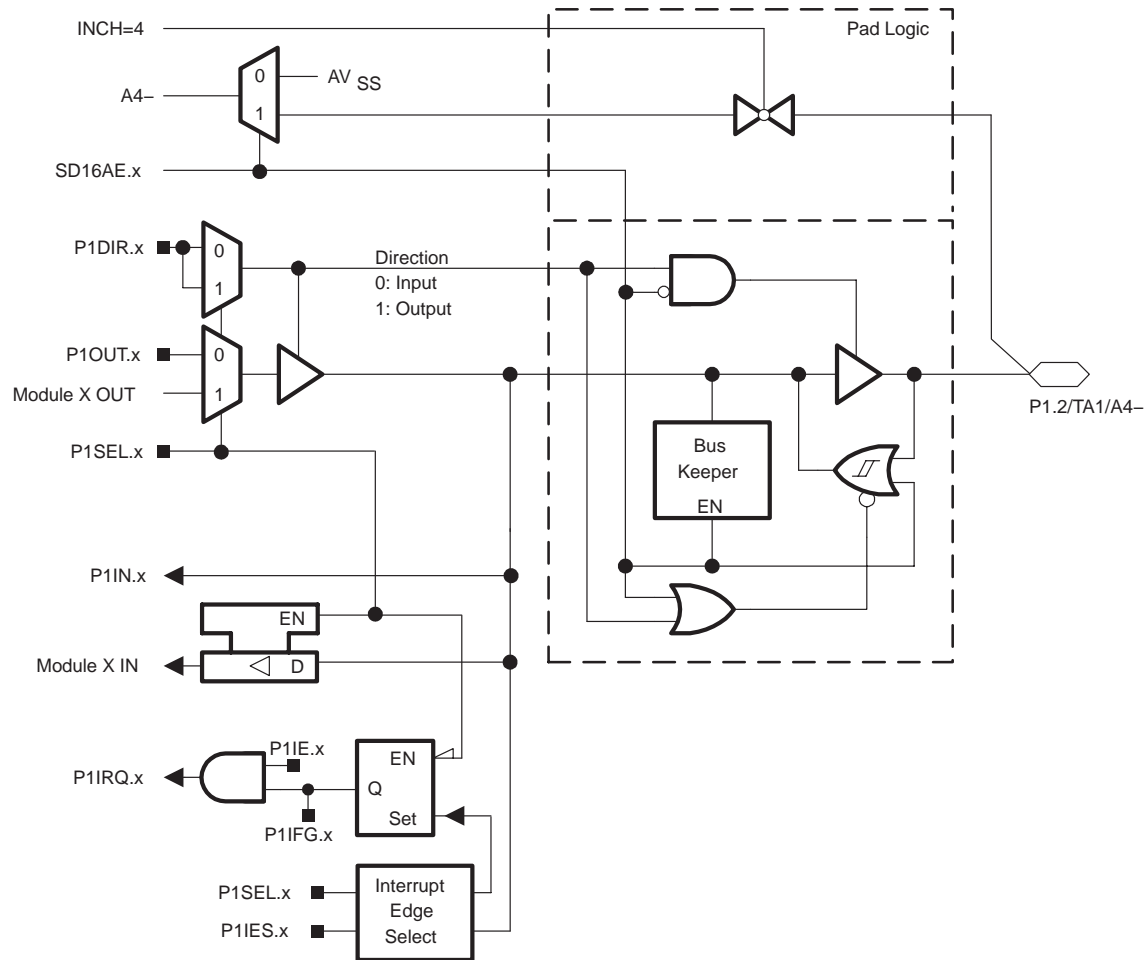 INCH=4
Pad Logic
0
AV SS
A4−
1
SD16AE.x
P1DIR.x
0
1
Direction
0: Input
1: Output
P1OUT.x
0
Module X OUT
1
P1.2/TA1/A4−
P1SEL.x
Bus
Keeper
EN
P1IN.x
EN
Module X IN
D
P1IE.x
EN
P1IRQ.x
Q
Set
P1IFG.x
P1SEL.x
Interrupt
Edge
Select
P1IES.x